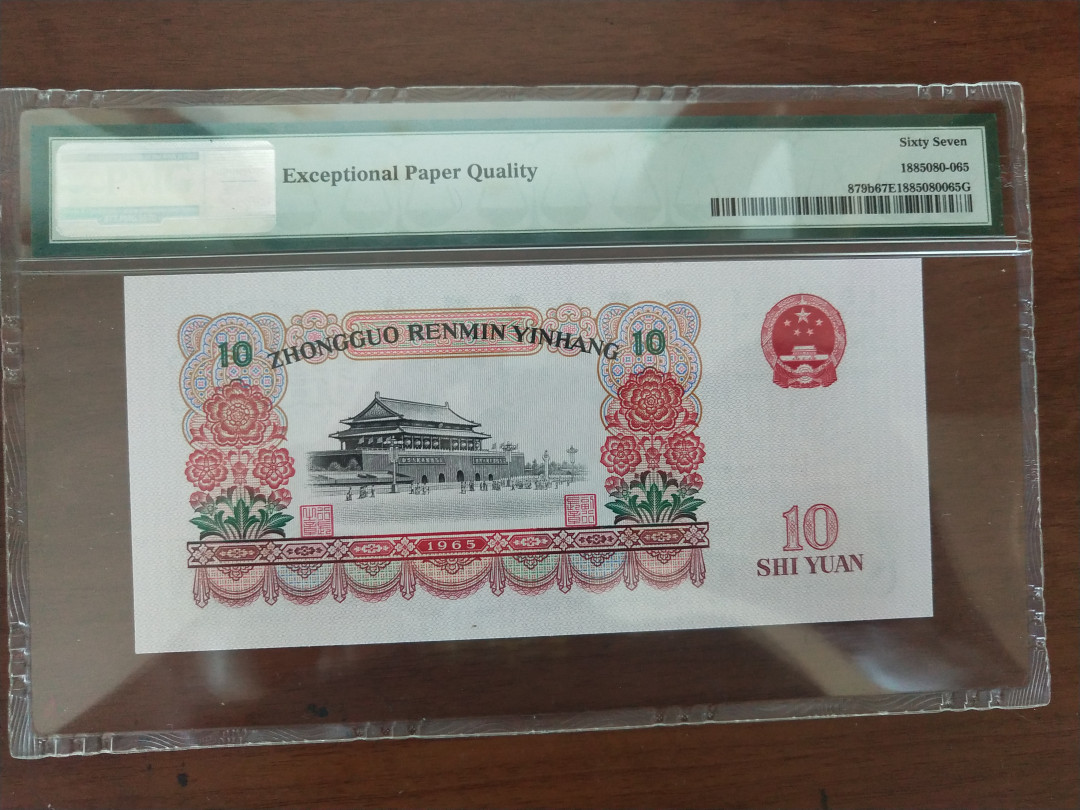 Exceptional Paper Quality
Sixty Seven
1885080-065
879b67E1885080065G
10 ZHONGGUO RENMIN YINHANG 10
1965
10
SHI YUAN